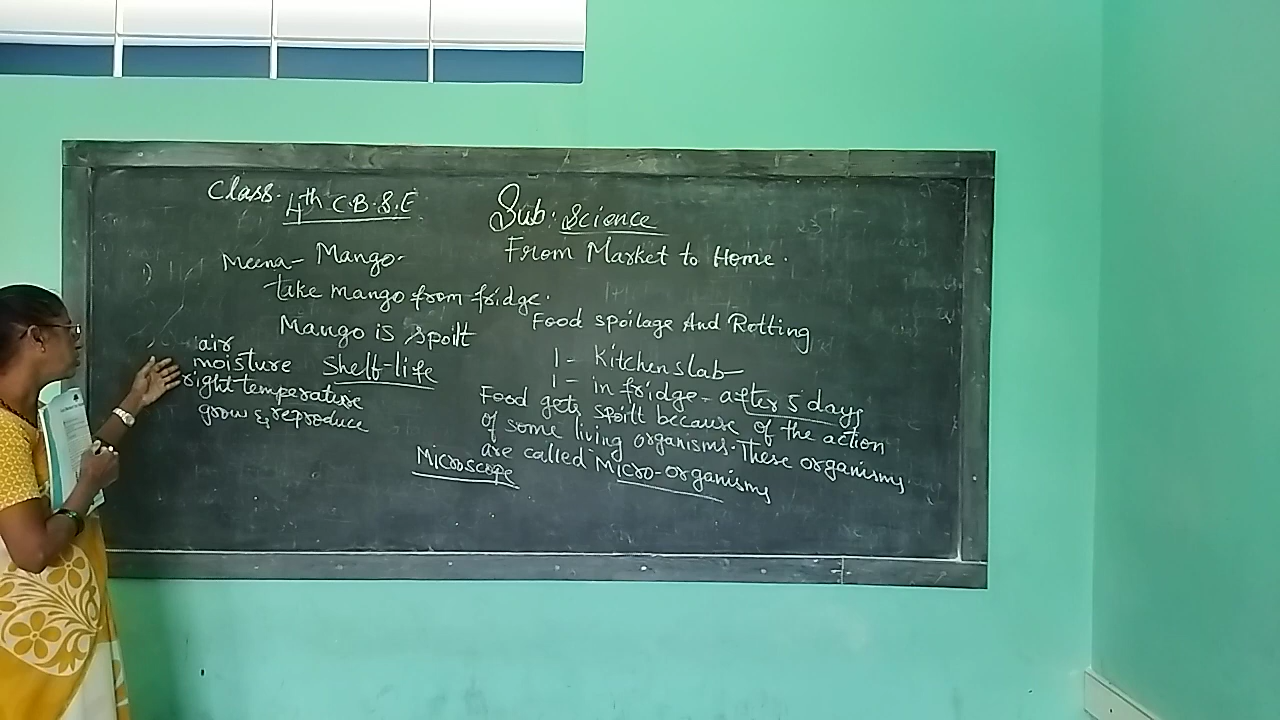 Class. 4th C.B.S.E
Sub: Science
From Market to Home.
Meena- Mango.
take mango from fridge.
Mango is spoilt
air
moisture
right temperature
grow & reproduce
Shelf-life
Food spoilage And Rotting
1- Kitchen slab
1- in fridge- after 5 days
Food gets spoilt because of the action
of some living organisms. These organisms
are called Micro-organisms
Microscope